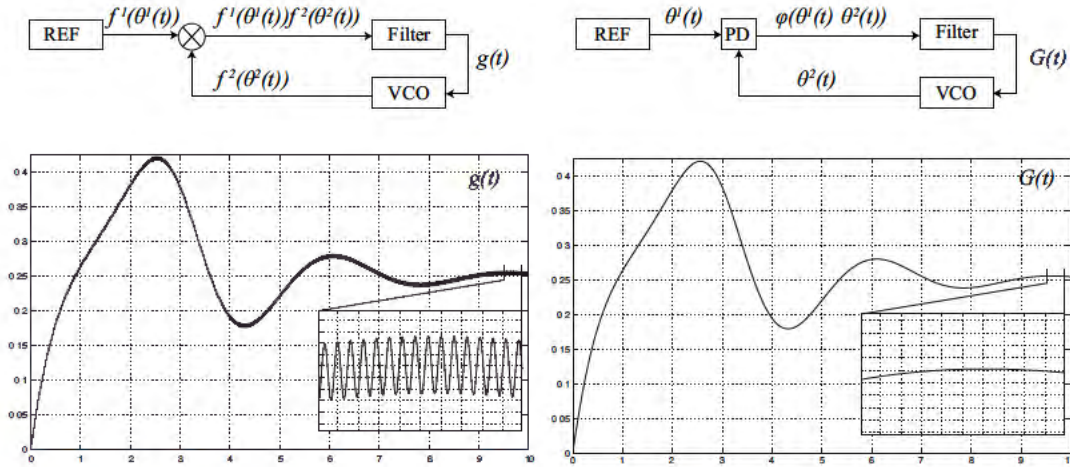 f¹(θ¹(t))
f¹(θ¹(t))f²(θ²(t))
REF
Filter
g(t)
f²(θ²(t))
VCO
θ¹(t)
φ(θ¹(t) θ²(t))
REF
PD
Filter
G(t)
θ²(t)
VCO
g(t)
0.4
0.35
0.3
0.25
0.2
0.15
0.1
0.05
0
0 1 2 3 4 5 6 7 8 9 10
G(t)
0.4
0.35
0.3
0.25
0.2
0.15
0.1
0.05
0
0 1 2 3 4 5 6 7 8 9 10